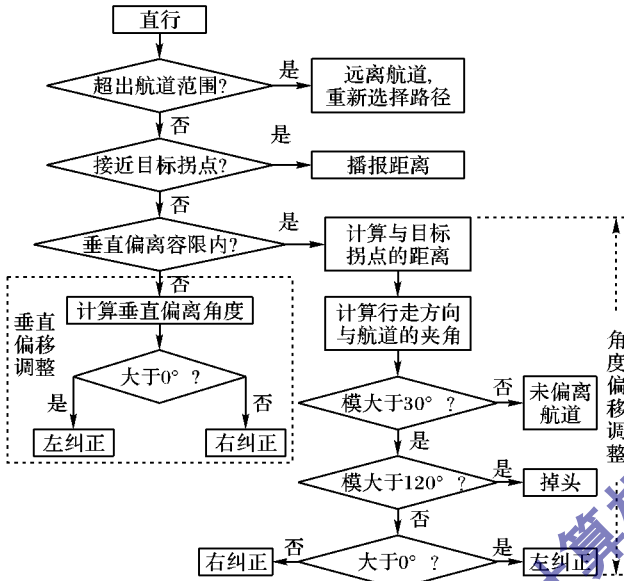 直行
超出航道范围?
是
远离航道,
重新选择路径
否
接近目标拐点?
是
播报距离
否
垂直偏离容限内?
是
计算与目标
拐点的距离
否
垂直
偏移
调整
计算垂直偏离角度
计算行走方向
与航道的夹角
大于0° ?
是
否
左纠正
右纠正
模大于30° ?
否
未偏离
航道
是
模大于120° ?
是
掉头
否
大于0° ?
否
右纠正
是
左纠正
角度偏移调整
计算机